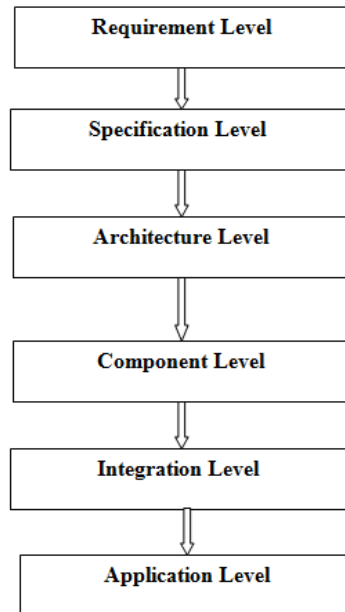 Requirement Level
Specification Level
Architecture Level
Component Level
Integration Level
Application Level